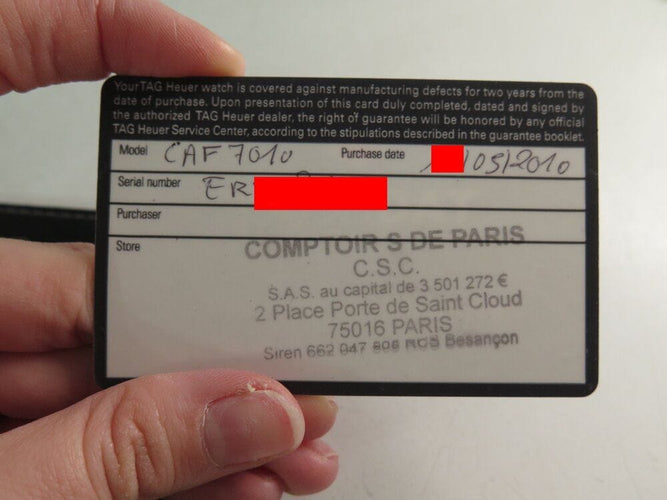 Your TAG Heuer watch is covered against manufacturing defects for two years from the
date of purchase. Upon presentation of this card duly completed, dated and signed by
the authorized TAG Heuer dealer, the right of guarantee will be honored by any official
TAG Heuer Service Center, according to the stipulations described in the guarantee booklet.
Model CAF 7010 Purchase date /05/2010
Serial number ER
Purchaser
Store
COMPTOIR S DE PARIS
C.S.C.
S.A.S. au capital de 3 501 272 €
2 Place Porte de Saint Cloud
75016 PARIS
Siren 662 047 806 RCS Besançon